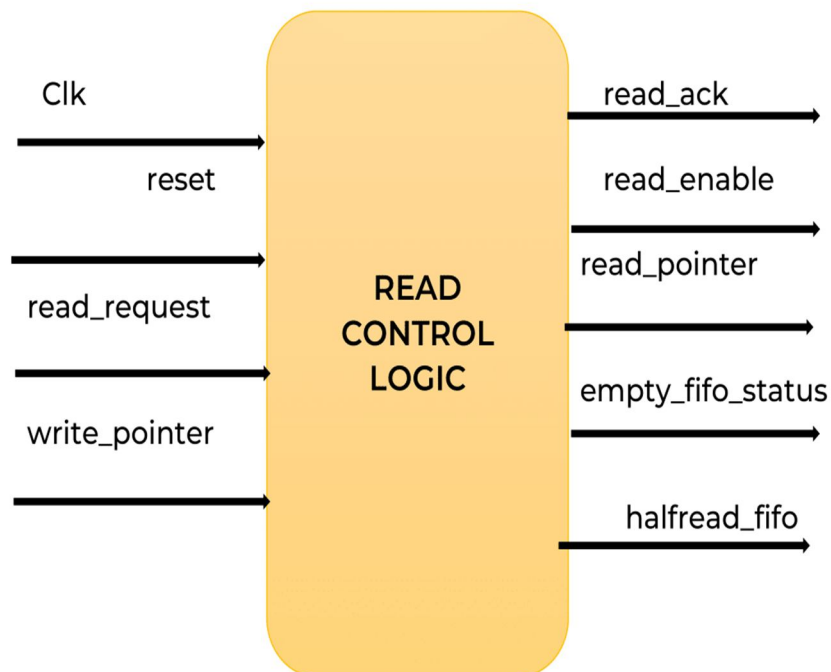 Clk
reset
read_request
write_pointer
READ
CONTROL
LOGIC
read_ack
read_enable
read_pointer
empty_fifo_status
halfread_fifo